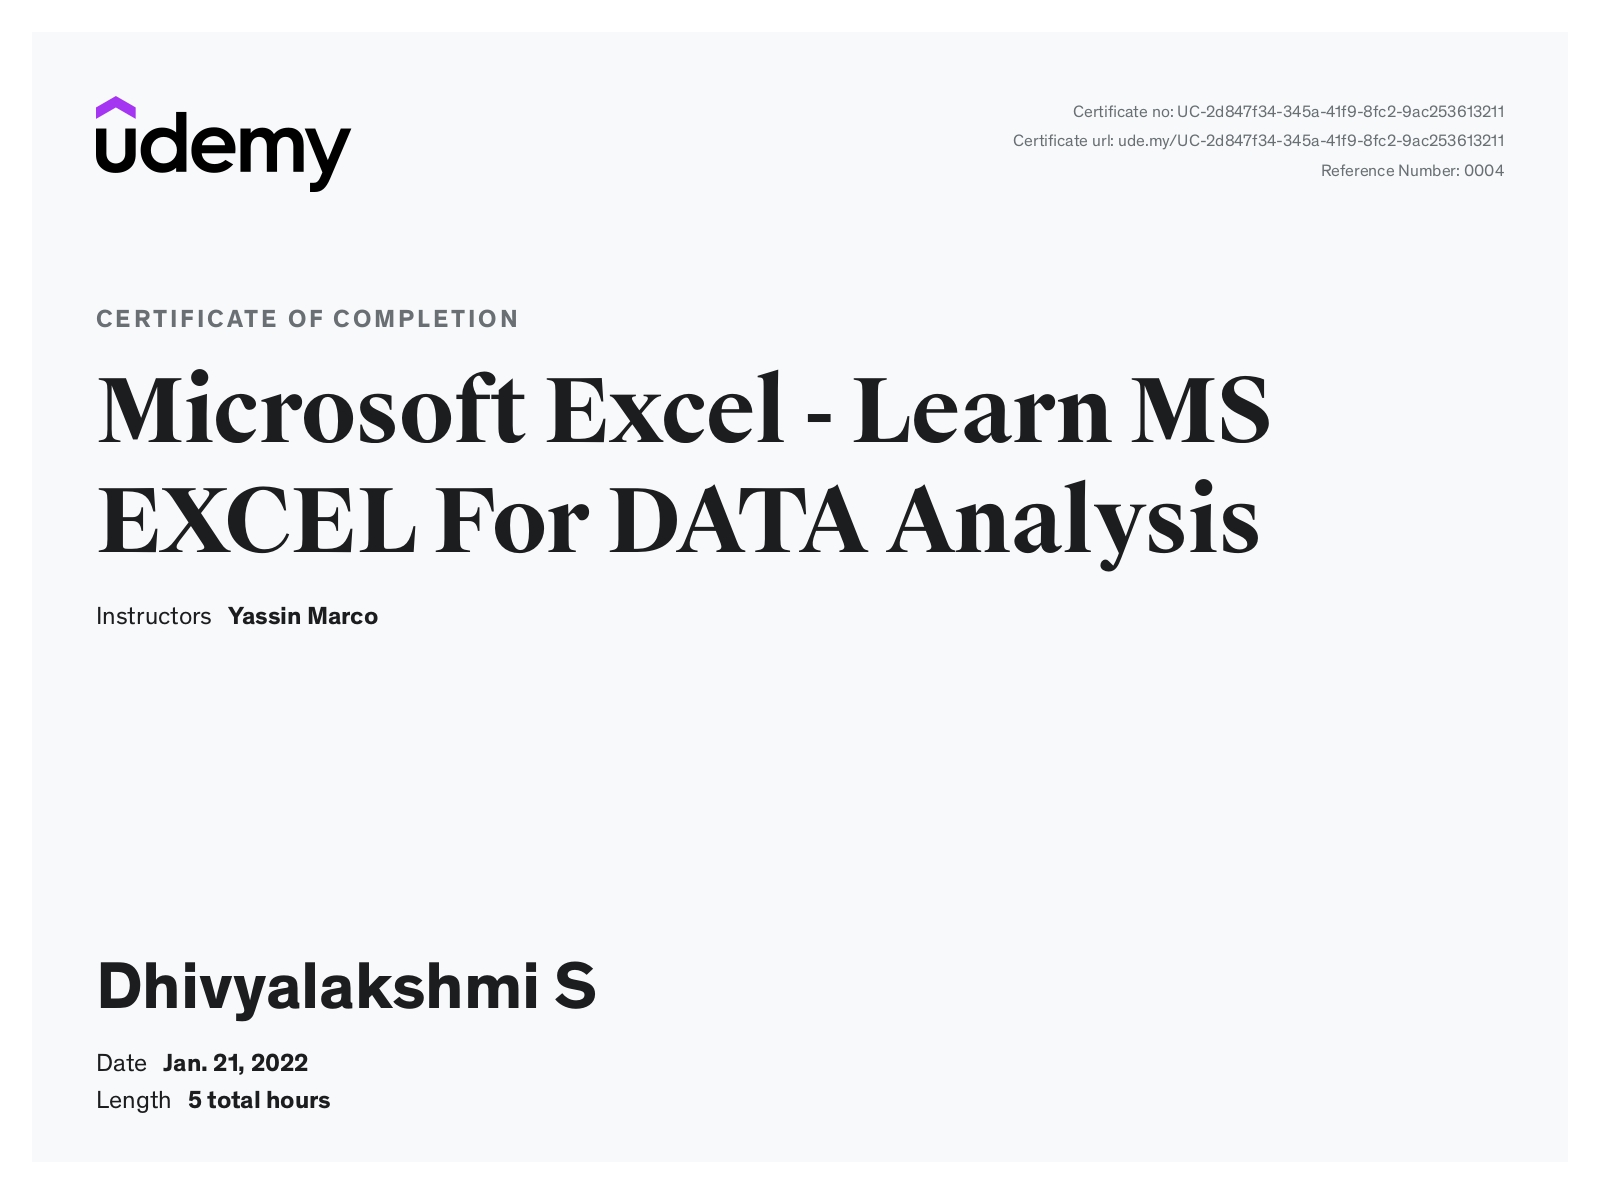 udemy
Certificate no: UC-2d847f34-345a-41f9-8fc2-9ac253613211
Certificate url: ude.my/UC-2d847f34-345a-41f9-8fc2-9ac253613211
Reference Number: 0004
CERTIFICATE OF COMPLETION
Microsoft Excel - Learn MS
EXCEL For DATA Analysis
Instructors Yassin Marco
Dhivyalakshmi S
Date Jan. 21, 2022
Length 5 total hours